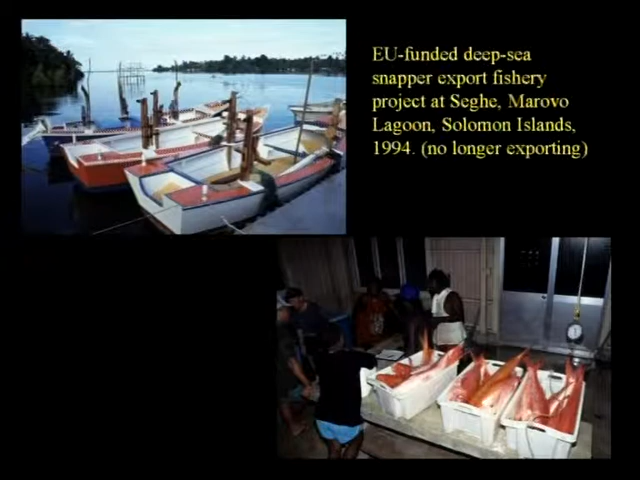 EU-funded deep-sea
snapper export fishery
project at Seghe, Marovo
Lagoon, Solomon Islands,
1994. (no longer exporting)